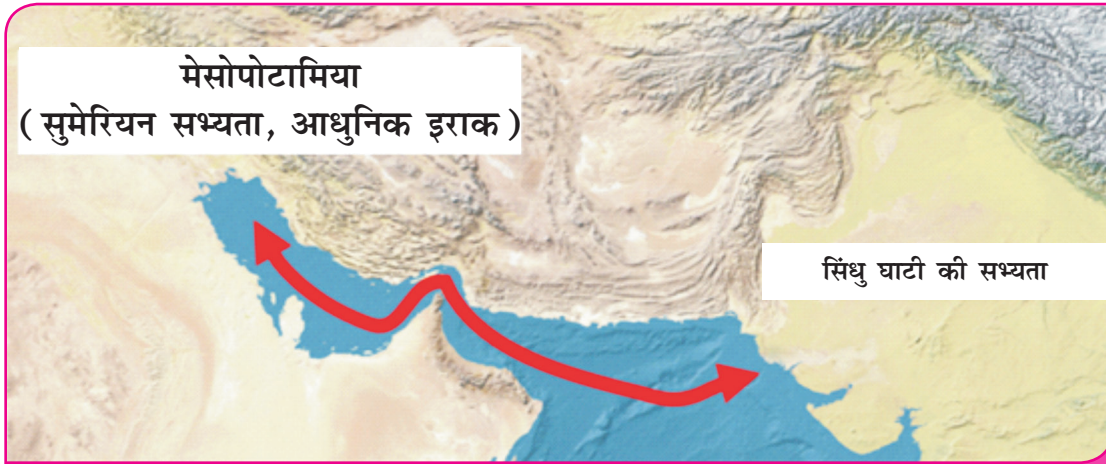 मेसोपोटामिया
( सुमेरियन सभ्यता, आधुनिक इराक )
सिंधु घाटी की सभ्यता